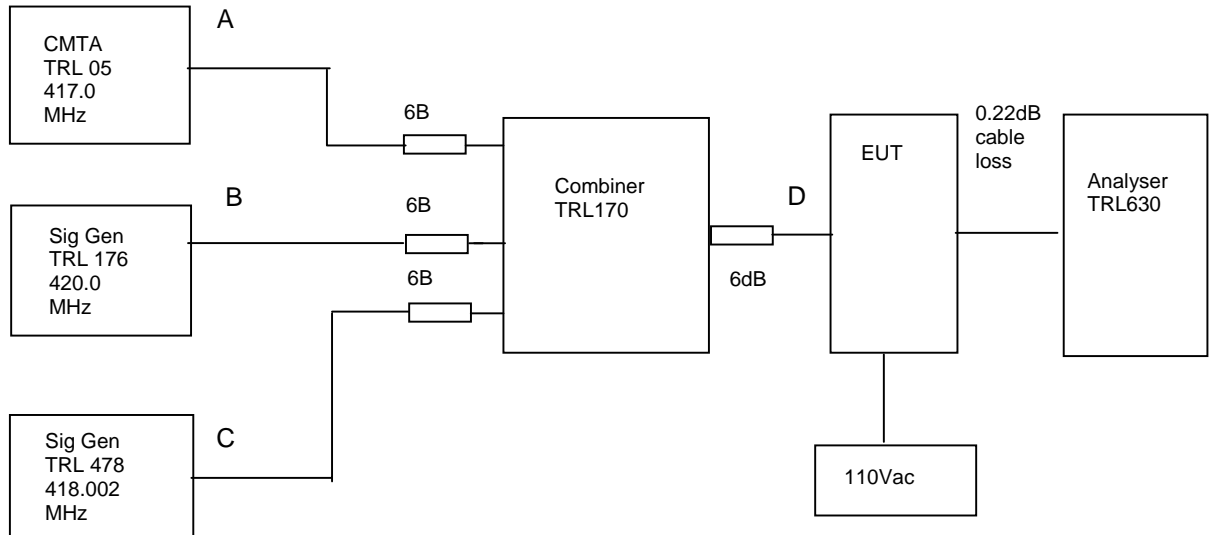 A
CMTA
TRL 05
417.0
MHz
6B
B
Sig Gen
TRL 176
420.0
MHz
6B
6B
C
Sig Gen
TRL 478
418.002
MHz
Combiner
TRL170
6dB
D
EUT
0.22dB
cable
loss
Analyser
TRL630
110Vac